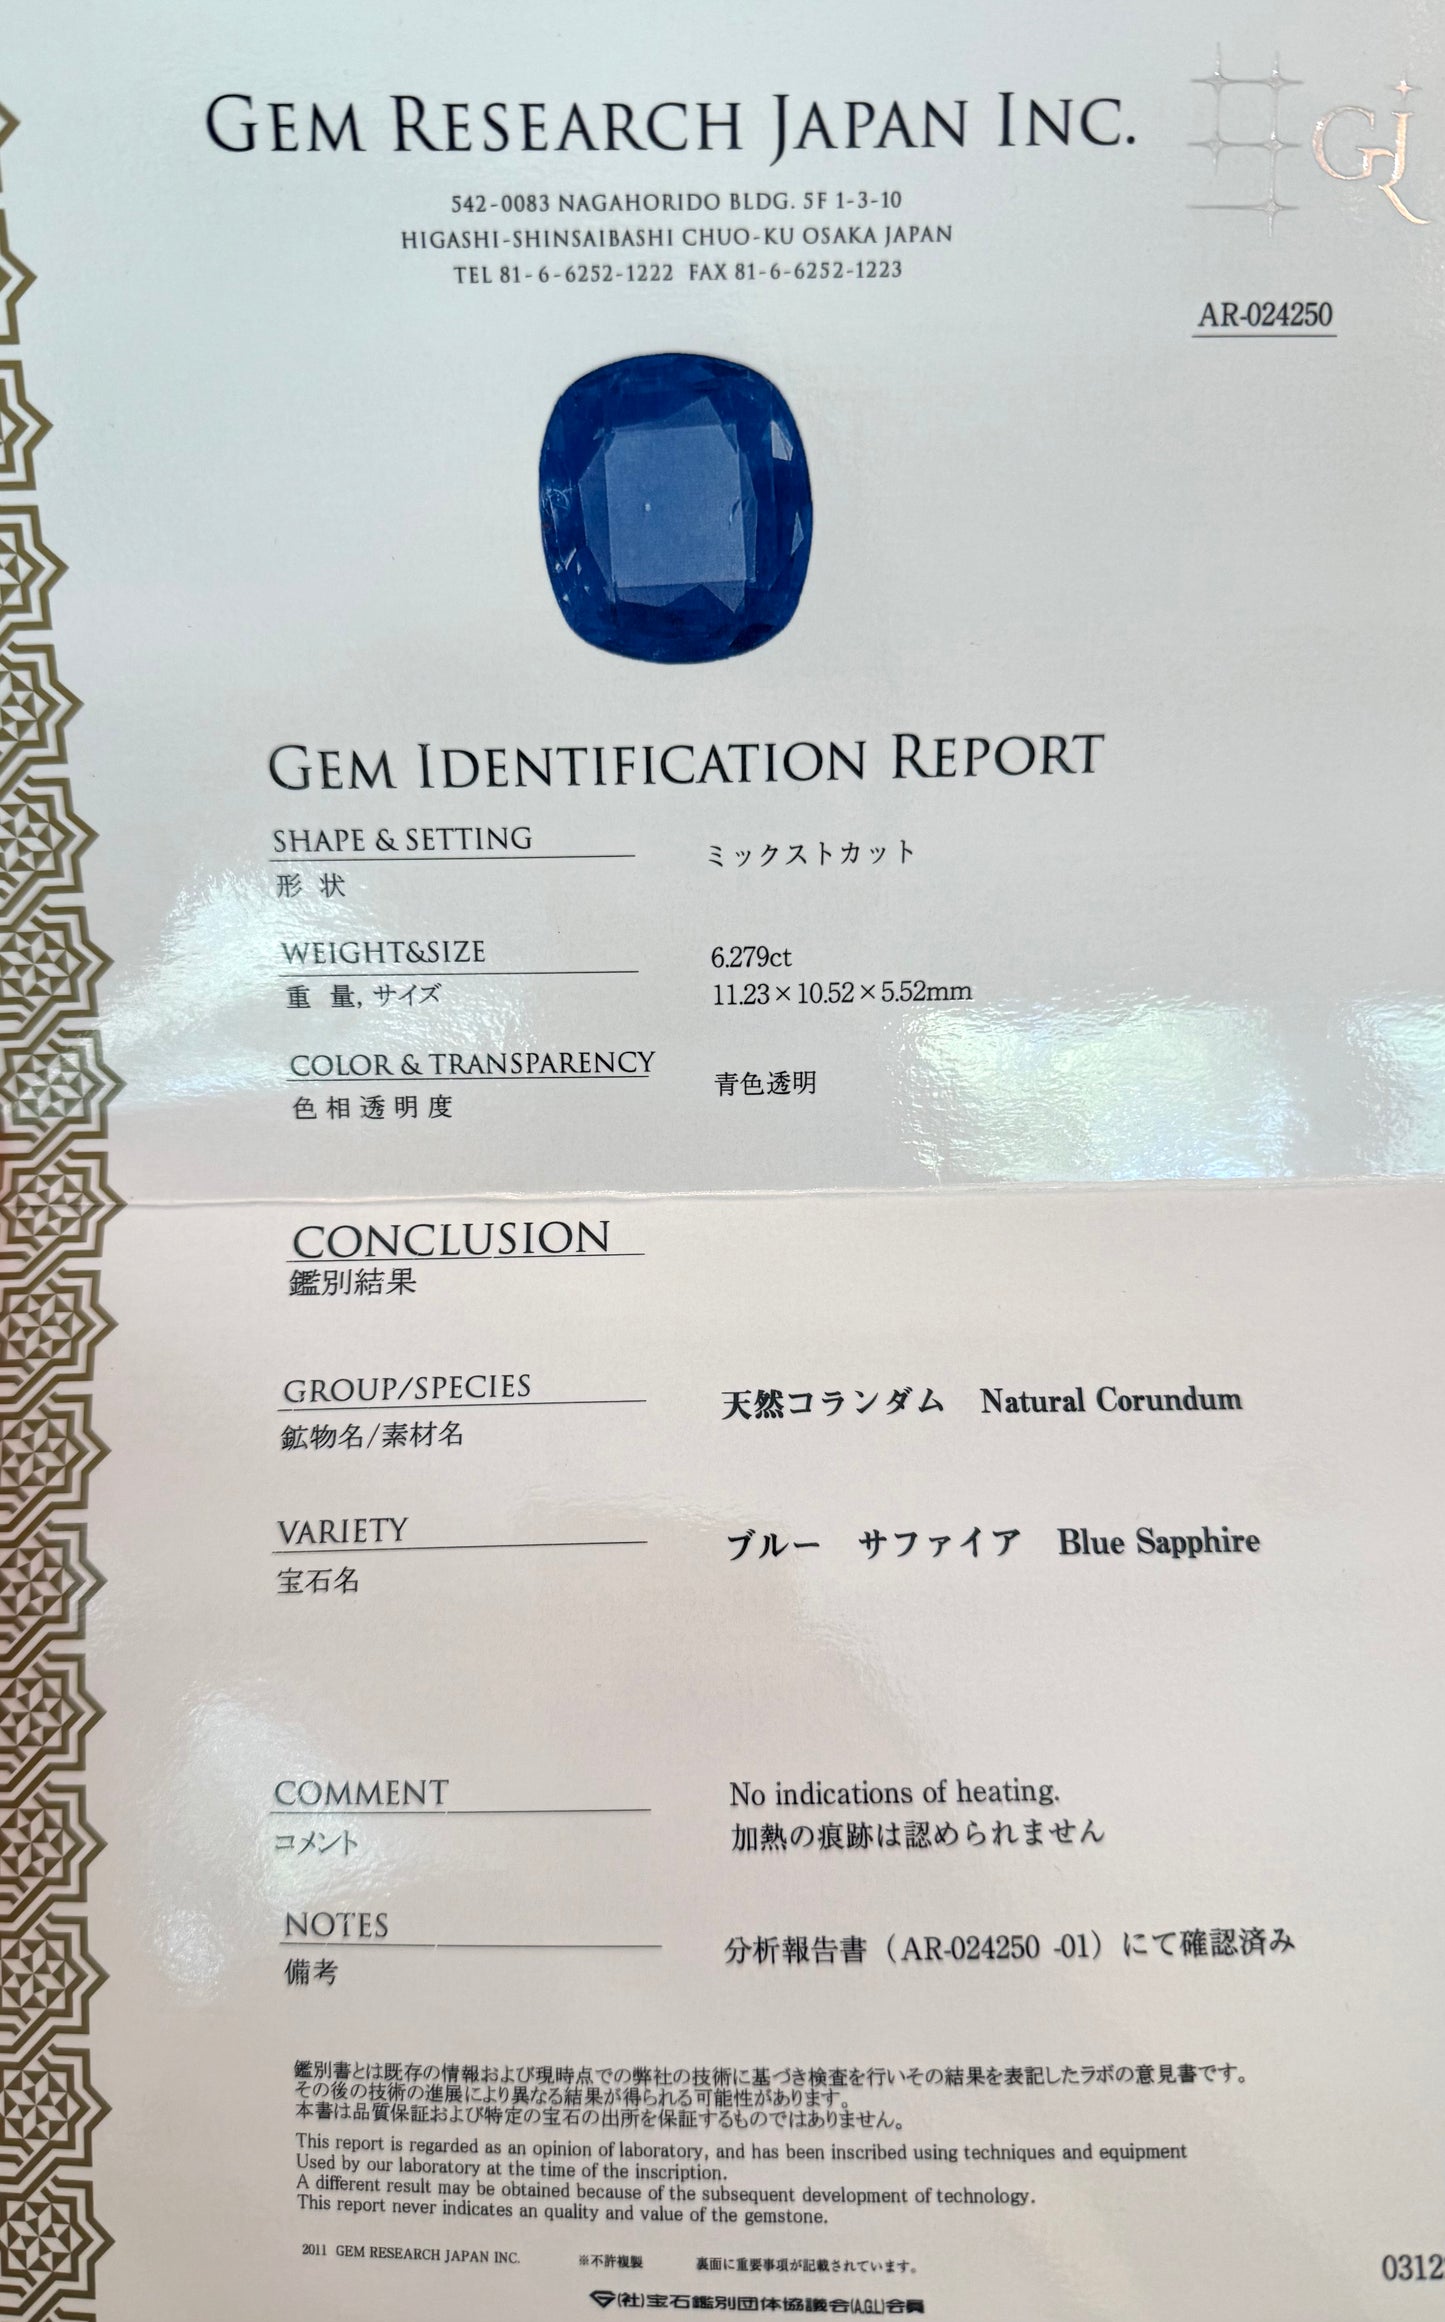 GEM RESEARCH JAPAN INC.
GRJ
542-0083 NAGAHORIDO BLDG. 5F 1-3-10
HIGASHI-SHINSAIBASHI CHUO-KU OSAKA JAPAN
TEL 81-6-6252-1222 FAX 81-6-6252-1223
AR-024250
GEM IDENTIFICATION REPORT
SHAPE & SETTING
形 状
ミックストカット
WEIGHT&SIZE
重 量, サイズ
6.279ct
11.23×10.52×5.52mm
COLOR & TRANSPARENCY
色相透明度
青色透明
CONCLUSION
鑑別結果
GROUP/SPECIES
鉱物名/素材名
天然コランダム Natural Corundum
VARIETY
宝石名
ブルー サファイア Blue Sapphire
COMMENT
コメント
No indications of heating.
加熱の痕跡は認められません
NOTES
備考
分析報告書（AR-024250 -01）にて確認済み
鑑別書とは既存の情報および現時点での弊社の技術に基づき検査を行いその結果を表記したラボの意見書です。
その後の技術の進展により異なる結果が得られる可能性があります。
本書は品質保証および特定の宝石の出所を保証するものではありません。
This report is regarded as an opinion of laboratory, and has been inscribed using techniques and equipment
Used by our laboratory at the time of the inscription.
A different result may be obtained because of the subsequent development of technology.
This report never indicates an quality and value of the gemstone.
2011 GEM RESEARCH JAPAN INC. ※不許複製 裏面に重要事項が記載されています。
0312
(社)宝石鑑別団体協議会(A.G.L)会員